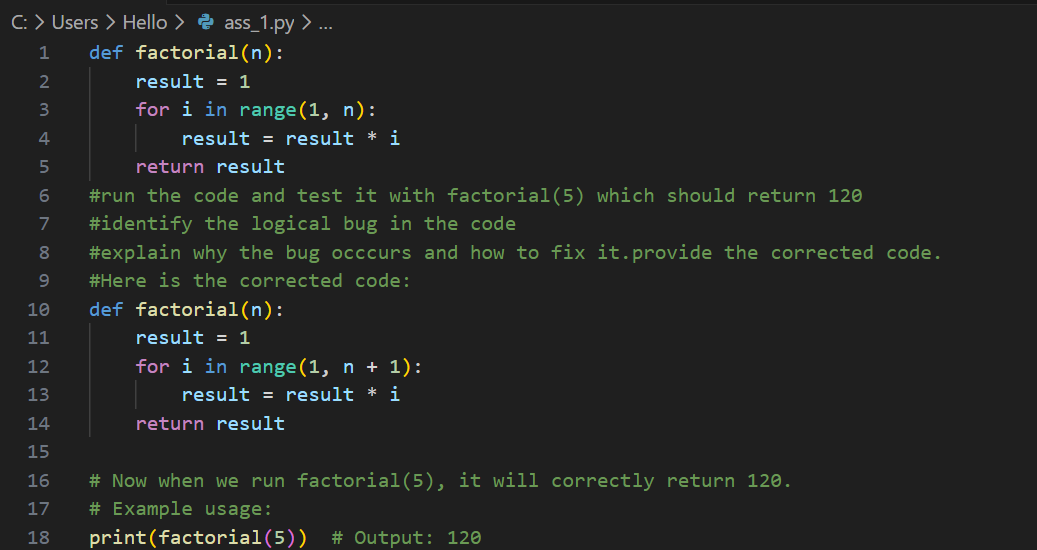 C: > Users > Hello > ass_1.py > ...
1 def factorial(n):
2     result = 1
3     for i in range(1, n):
4         result = result * i
5     return result
6 #run the code and test it with factorial(5) which should return 120
7 #identify the logical bug in the code
8 #explain why the bug occcurs and how to fix it.provide the corrected code.
9 #Here is the corrected code:
10 def factorial(n):
11     result = 1
12     for i in range(1, n + 1):
13         result = result * i
14     return result
15
16 # Now when we run factorial(5), it will correctly return 120.
17 # Example usage:
18 print(factorial(5))  # Output: 120